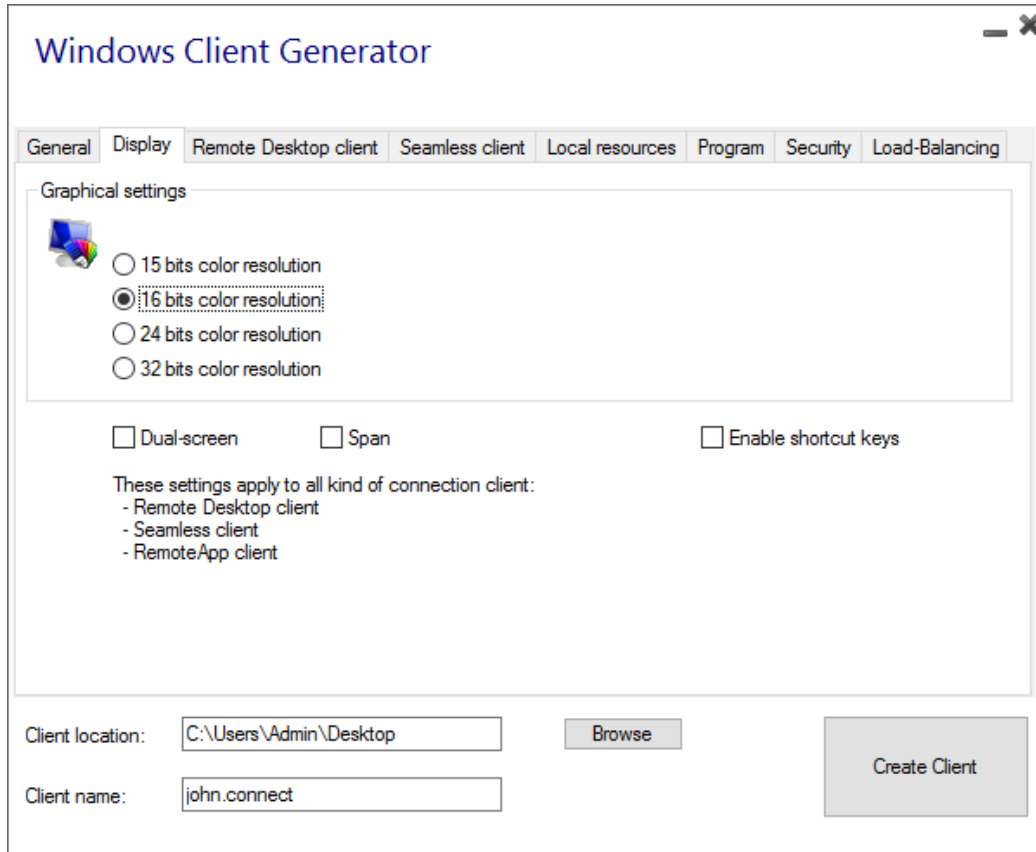 Windows Client Generator
General Display Remote Desktop client Seamless client Local resources Program Security Load-Balancing
Graphical settings
15 bits color resolution
16 bits color resolution
24 bits color resolution
32 bits color resolution
Dual-screen Span Enable shortcut keys
These settings apply to all kind of connection client:
- Remote Desktop client
- Seamless client
- RemoteApp client
Client location: C:\Users\Admin\Desktop Browse
Create Client
Client name: john.connect